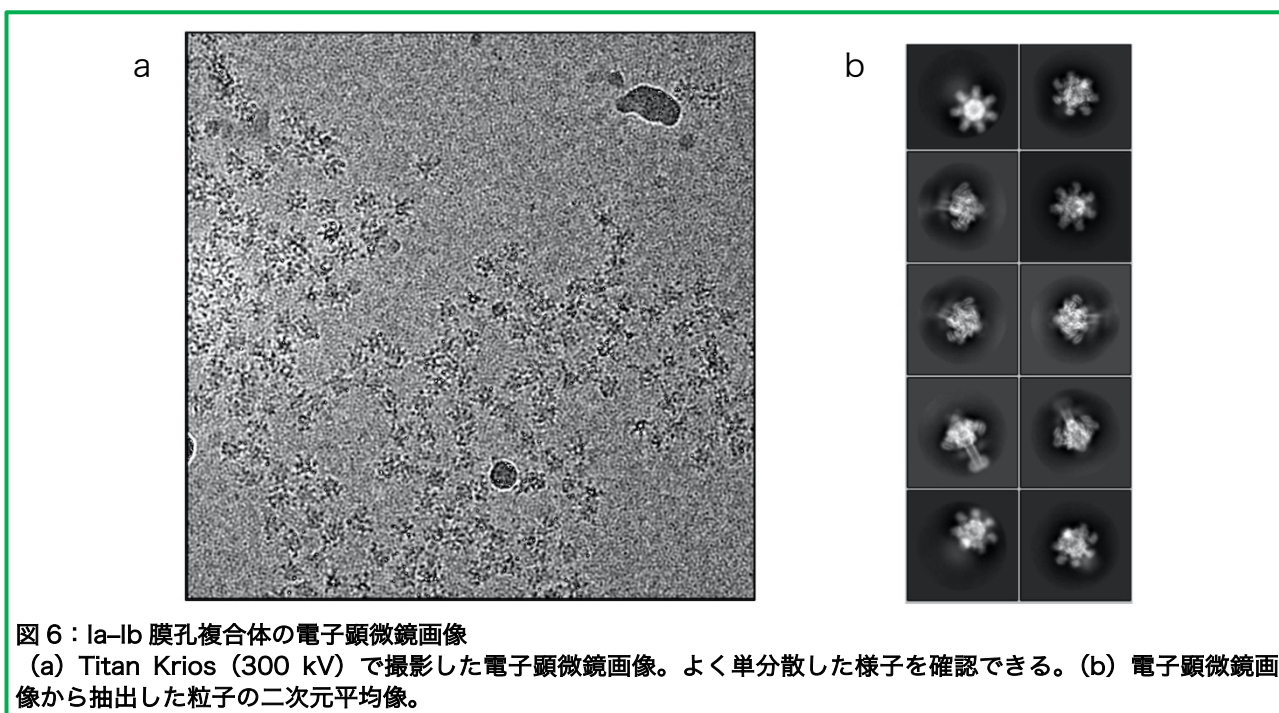 a
b
図 6：Ia–Ib 膜孔複合体の電子顕微鏡画像
（a）Titan Krios（300 kV）で撮影した電子顕微鏡画像。よく単分散した様子を確認できる。（b）電子顕微鏡画
像から抽出した粒子の二次元平均像。